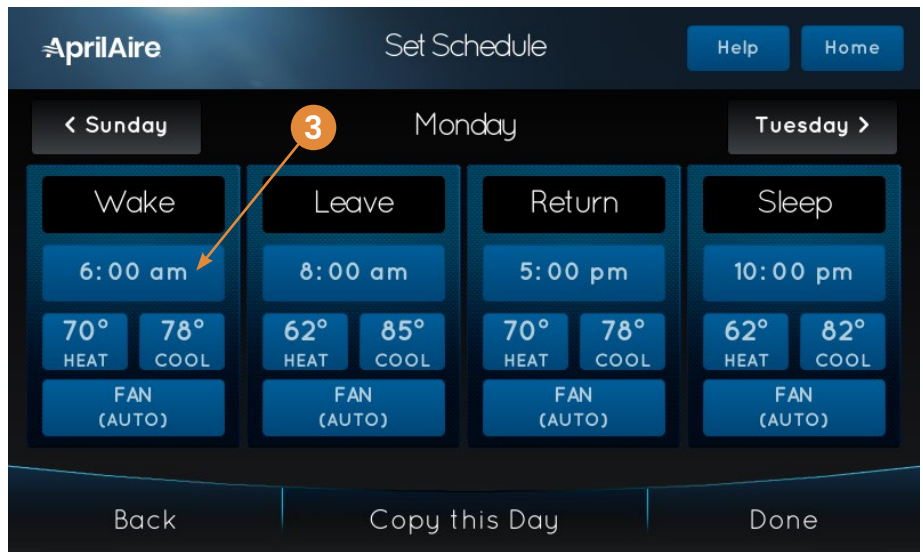 AprilAire
Set Schedule
Help
Home
< Sunday
3
Monday
Tuesday >
Wake
Leave
Return
Sleep
6:00 am
8:00 am
5:00 pm
10:00 pm
70° 78°
HEAT COOL
62° 85°
HEAT COOL
70° 78°
HEAT COOL
62° 82°
HEAT COOL
FAN
(AUTO)
FAN
(AUTO)
FAN
(AUTO)
FAN
(AUTO)
Back
Copy this Day
Done